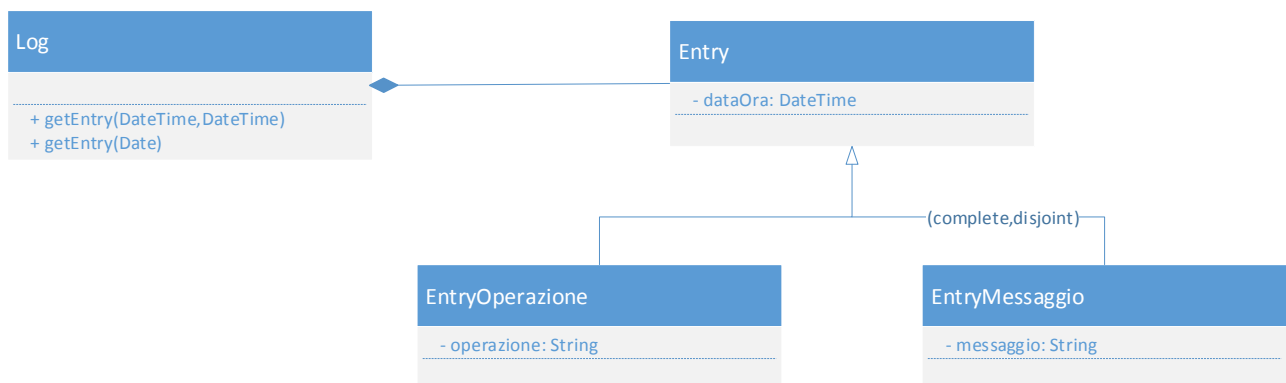 Log
+ getEntry(DateTime,DateTime)
+ getEntry(Date)
Entry
- dataOra: DateTime
(complete,disjoint)
EntryOperazione
- operazione: String
EntryMessaggio
- messaggio: String